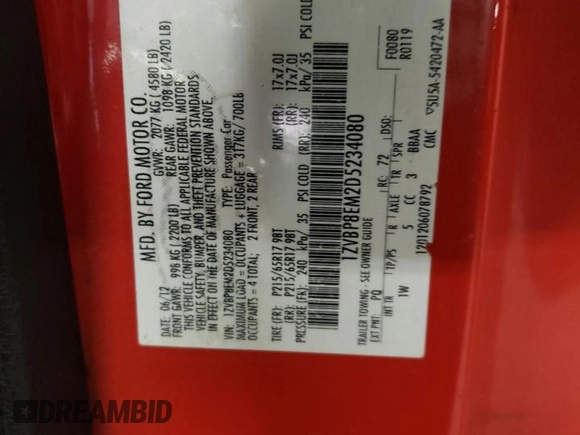 MFD. BY FORD MOTOR CO.
DATE: 06/12
GVWR: 2077 KG ( 4580 LB)
FRONT GAWR: 998 KG ( 2200 LB)
REAR GAWR: 1098 KG ( 2420 LB)
THIS VEHICLE CONFORMS TO ALL APPLICABLE FEDERAL MOTOR
VEHICLE SAFETY, BUMPER, AND THEFT PREVENTION STANDARDS
IN EFFECT ON THE DATE OF MANUFACTURE SHOWN ABOVE.
VIN: 1ZVBP8EM2D5234080
TYPE: Passenger Car
MAXIMUM LOAD = OCCUPANTS + LUGGAGE = 317KG/ 700LB
OCCUPANTS = 4 TOTAL; 2 FRONT, 2 REAR
TIRE (FR): P215/65R17 98T RIMS (FR): 17x7.0J
(RR): P215/65R17 98T (RR): 17x7.0J
PRESSURE (FR): 240 kPa/ 35 PSI COLD (RR): 240 kPa/ 35 PSI COLD
1ZVBP8EM2D5234080
F0080
R0119
TRAILER TOWING - SEE OWNER GUIDE
EXT PNT: PQ RC: 72 DSO:
1W TP/PS R AXLE TR SPR
5 CC 3 BBAA
1201206078792 CMC
▽5U5A-5420472-AA
DREAMBID